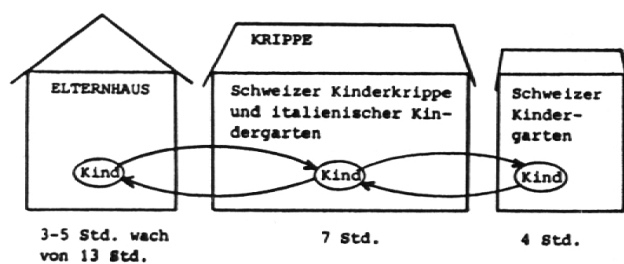 KRIPPE
ELTERNHAUS
Schweizer Kinderkrippe
und italienischer Kin-
dergarten
Schweizer
Kinder-
garten
Kind
Kind
Kind
3-5 Std. wach
von 13 Std.
7 Std.
4 Std.